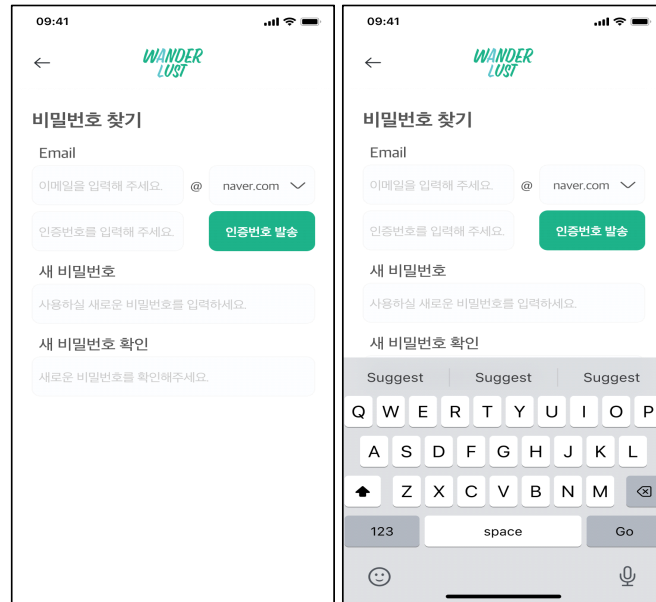 09:41
WANDER
LUST
비밀번호 찾기
Email
이메일을 입력해 주세요.
@
naver.com
인증번호를 입력해 주세요.
인증번호 발송
새 비밀번호
사용하실 새로운 비밀번호를 입력하세요.
새 비밀번호 확인
새로운 비밀번호를 확인해주세요.
09:41
WANDER
LUST
비밀번호 찾기
Email
이메일을 입력해 주세요.
@
naver.com
인증번호를 입력해 주세요.
인증번호 발송
새 비밀번호
사용하실 새로운 비밀번호를 입력하세요.
새 비밀번호 확인
Suggest Suggest Suggest
Q W E R T Y U I O P
A S D F G H J K L
Z X C V B N M
123 space Go